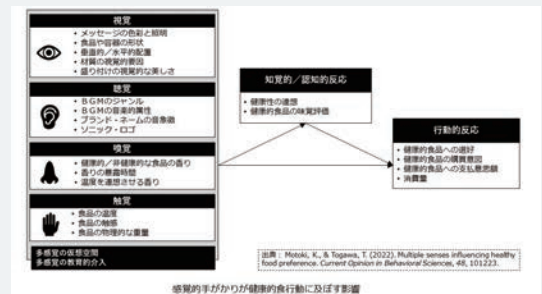 視覚
• メッセージの色彩と照明
• 食品や容器の形状
• 垂直的/水平的配置
• 材質の視覚的要因
• 盛り付けの視覚的な美しさ
聴覚
• BGMのジャンル
• BGMの音楽的属性
• ブランド・ネームの音象徴
• ソニック・ロゴ
嗅覚
• 健康的/非健康的な食品の香り
• 香りの暴露時間
• 温度を連想させる香り
触覚
• 食品の温度
• 食品の触感
• 食品の物理的な重量
多感覚の仮想空間
多感覚の教育的介入
知覚的/認知的反応
• 健康性の連想
• 健康的食品の味覚評価
行動的反応
• 健康的食品への選好
• 健康的食品の購買意図
• 健康的食品への支払意思額
• 消費量
出典: Motoki, K., & Togawa, T. (2022). Multiple senses influencing healthy
food preference. Current Opinion in Behavioral Sciences, 48, 101223.
感覚的手がかりが健康的食行動に及ぼす影響